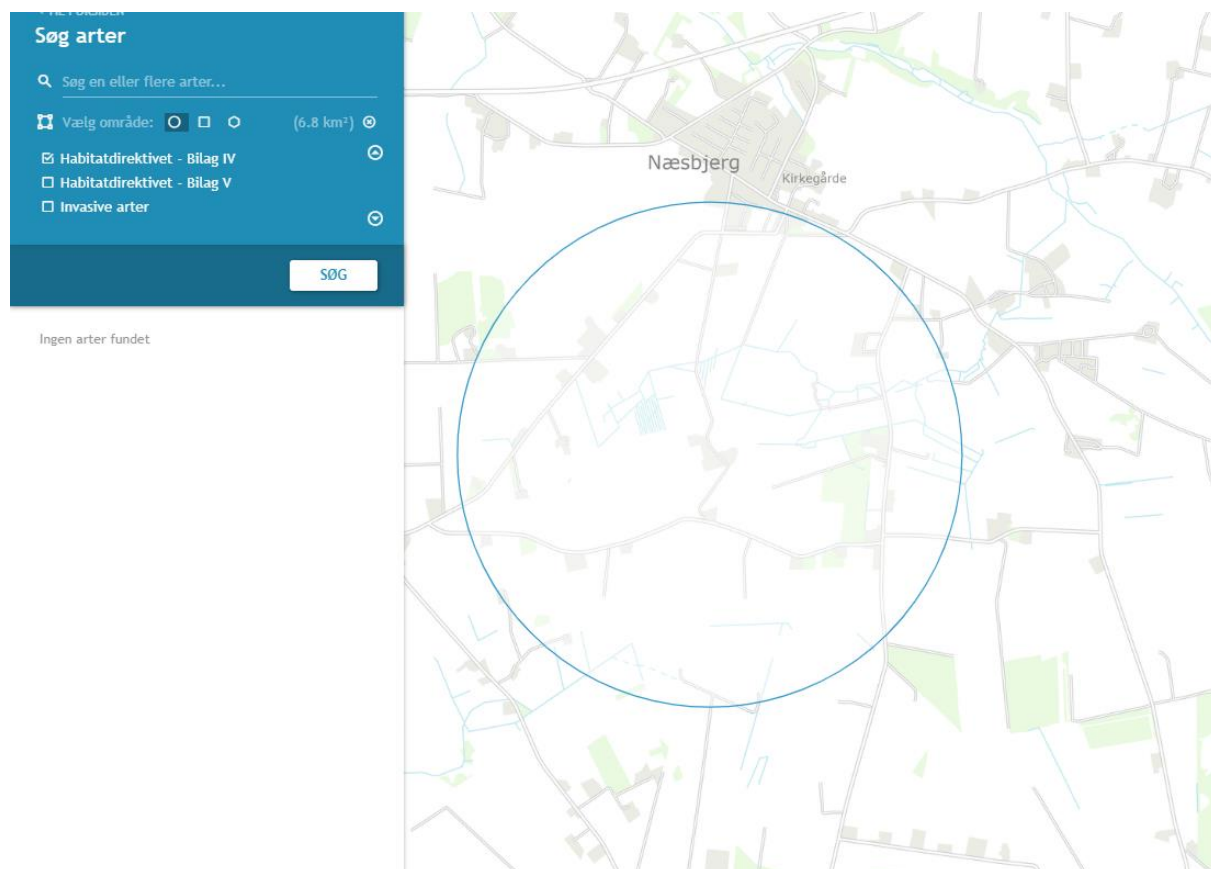 Søg arter
Søg en eller flere arter...
Vælg område: (6.8 km²)
Habitatdirektivet - Bilag IV
Habitatdirektivet - Bilag V
Invasive arter
SØG
Ingen arter fundet
Næsbjerg
Kirkegårde